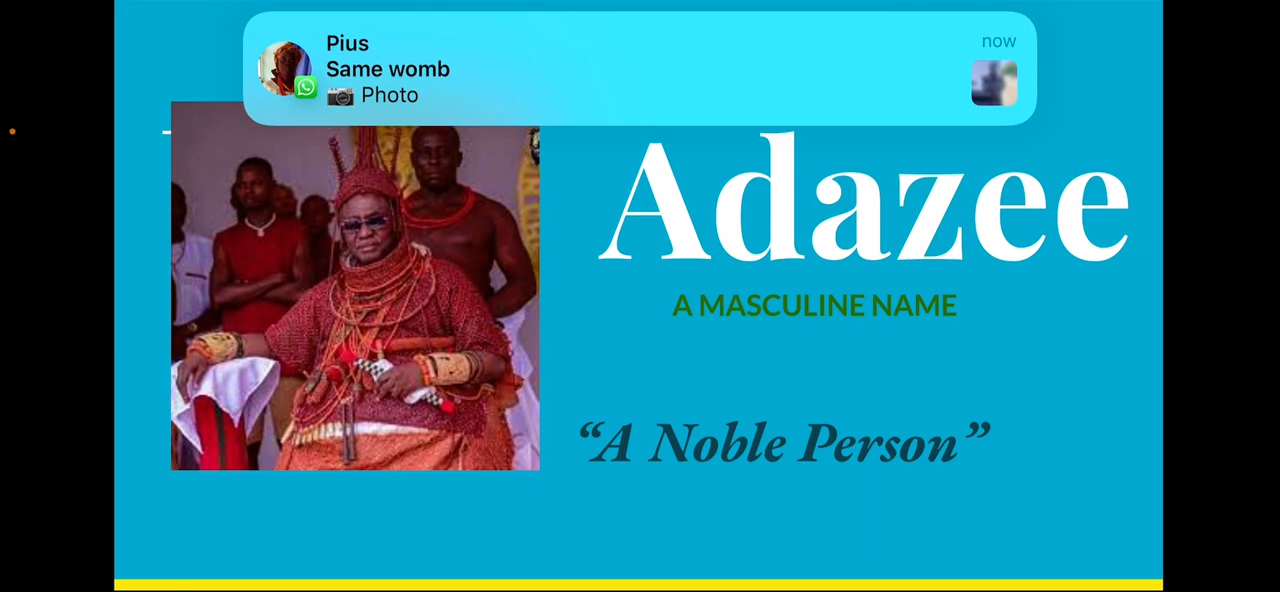 Pius
Same womb
Photo
now
Adazee
A MASCULINE NAME
“A Noble Person”